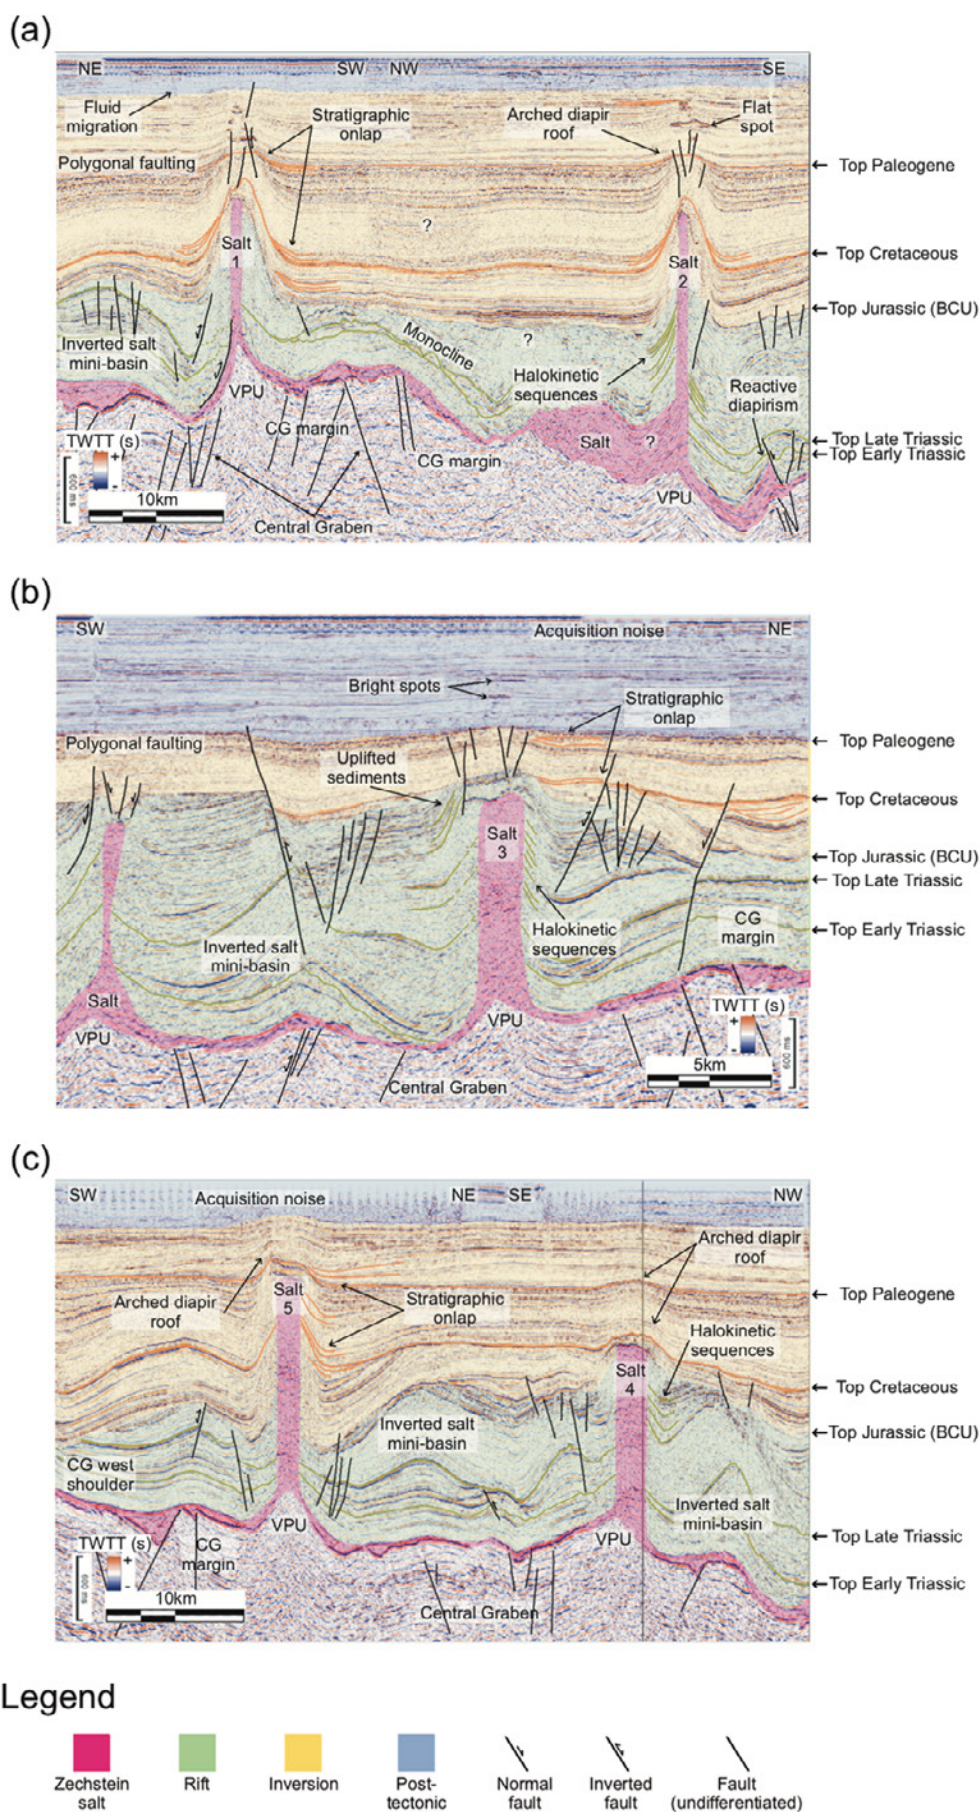 (a)
NE
SW
NW
SE
Fluid
migration
Stratigraphic
onlap
Arched diapir
roof
Flat
spot
Polygonal faulting
Top Paleogene
?
Salt
1
Salt
2
Top Cretaceous
Top Jurassic (BCU)
Inverted salt
mini-basin
Monocline
?
Halokinetic
sequences
Reactive
diapirism
VPU
CG margin
CG margin
Salt
?
VPU
Top Late Triassic
Top Early Triassic
TWTT (s)
+
-
600 ms
10km
Central Graben
(b)
SW
Acquisition noise
NE
Bright spots
Stratigraphic
onlap
Polygonal faulting
Uplifted
sediments
Top Paleogene
Top Cretaceous
Salt
3
Top Jurassic (BCU)
Top Late Triassic
Inverted salt
mini-basin
Halokinetic
sequences
CG
margin
Top Early Triassic
Salt
VPU
VPU
TWTT (s)
+
-
600 ms
5km
Central Graben
(c)
SW
Acquisition noise
NE
SE
NW
Arched diapir
roof
Salt
5
Arched diapir
roof
Stratigraphic
onlap
Top Paleogene
Halokinetic
sequences
Salt
4
Top Cretaceous
Inverted salt
mini-basin
Top Jurassic (BCU)
CG west
shoulder
Inverted salt
mini-basin
VPU
VPU
Top Late Triassic
TWTT (s)
+
-
600 ms
CG
margin
10km
Central Graben
Top Early Triassic
Legend
Zechstein
salt
Rift
Inversion
Post-
tectonic
Normal
fault
Inverted
fault
Fault
(undifferentiated)